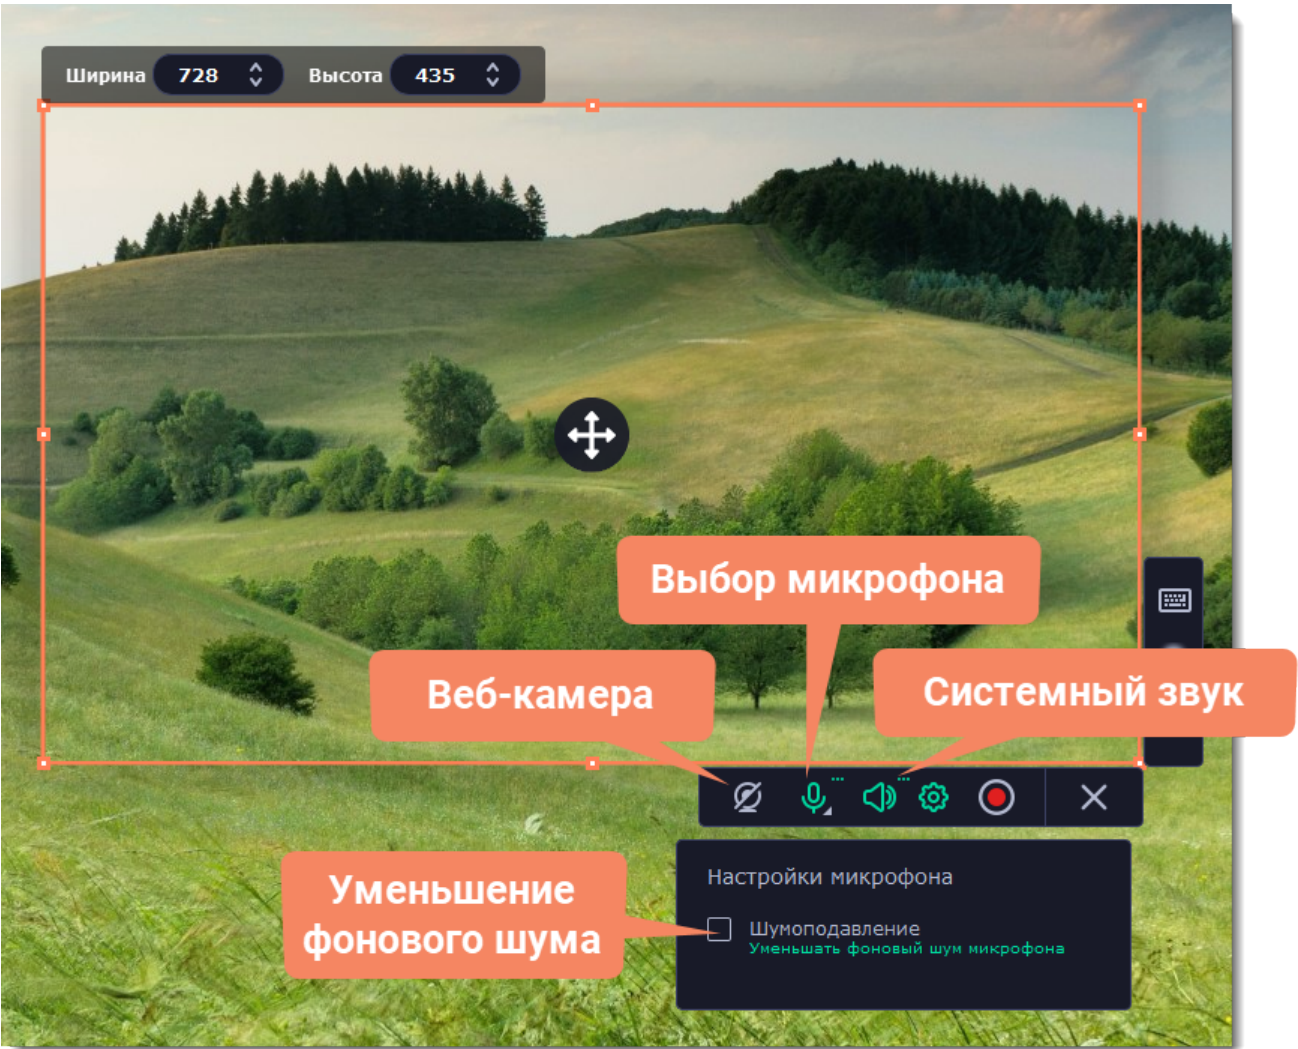 Ширина 728 Высота 435
Выбор микрофона
Веб-камера
Системный звук
Уменьшение
фонового шума
Настройки микрофона
Шумоподавление
Уменьшать фоновый шум микрофона